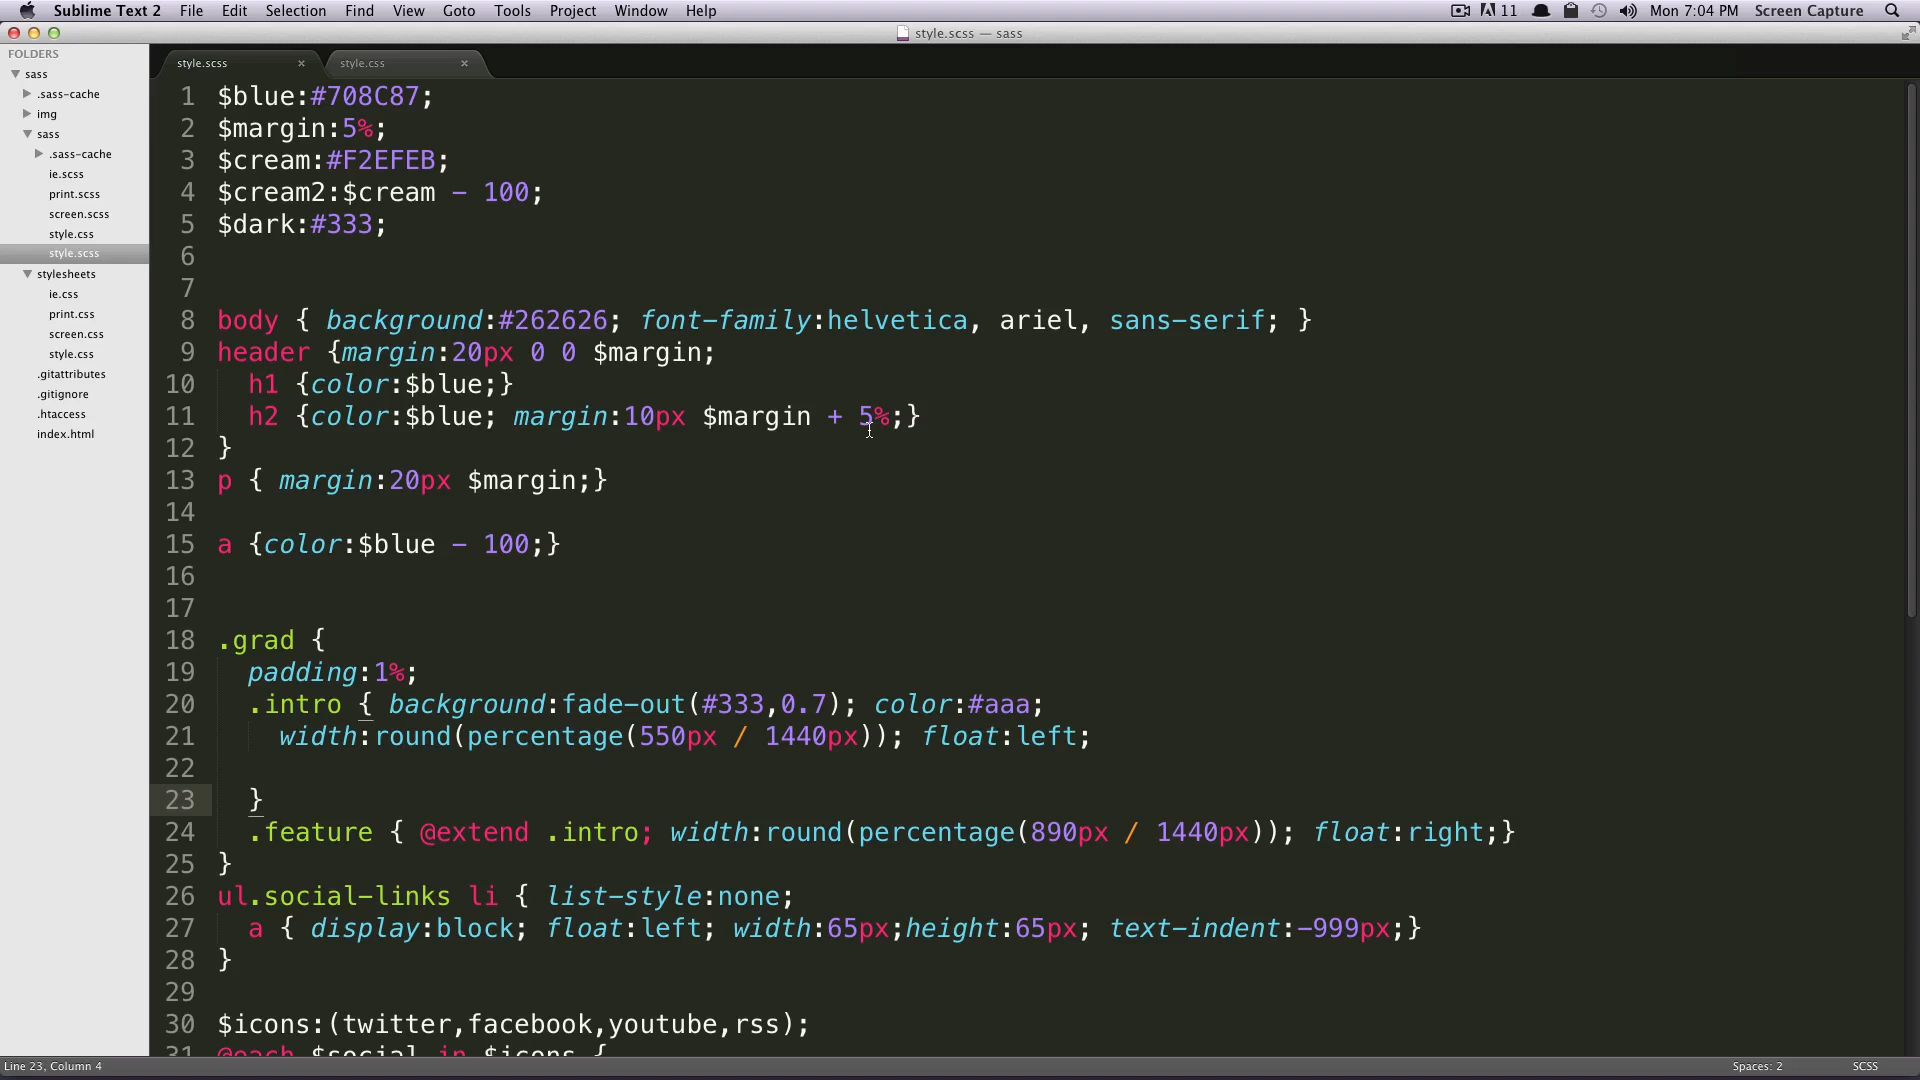 Sublime Text 2 File Edit Selection Find View Goto Tools Project Window Help 11 Mon 7:04 PM Screen Capture
style.scss — sass
FOLDERS
sass
.sass-cache
img
sass
.sass-cache
ie.scss
print.scss
screen.scss
style.css
style.scss
stylesheets
ie.css
print.css
screen.css
style.css
.gitattributes
.gitignore
.htaccess
index.html
style.scss × style.css ×
1 $blue:#708C87;
2 $margin:5%;
3 $cream:#F2EFEB;
4 $cream2:$cream - 100;
5 $dark:#333;
6
7
8 body { background:#262626; font-family:helvetica, ariel, sans-serif; }
9 header {margin:20px 0 0 $margin;
10 h1 {color:$blue;}
11 h2 {color:$blue; margin:10px $margin + 5%;}
12 }
13 p { margin:20px $margin;}
14
15 a {color:$blue - 100;}
16
17
18 .grad {
19 padding:1%;
20 .intro { background:fade-out(#333,0.7); color:#aaa;
21 width:round(percentage(550px / 1440px)); float:left;
22
23 }
24 .feature { @extend .intro; width:round(percentage(890px / 1440px)); float:right;}
25 }
26 ul.social-links li { list-style:none;
27 a { display:block; float:left; width:65px;height:65px; text-indent:-999px;}
28 }
29
30 $icons:(twitter,facebook,youtube,rss);
31 @each $social in $icons {
Line 23, Column 4 Spaces: 2 SCSS